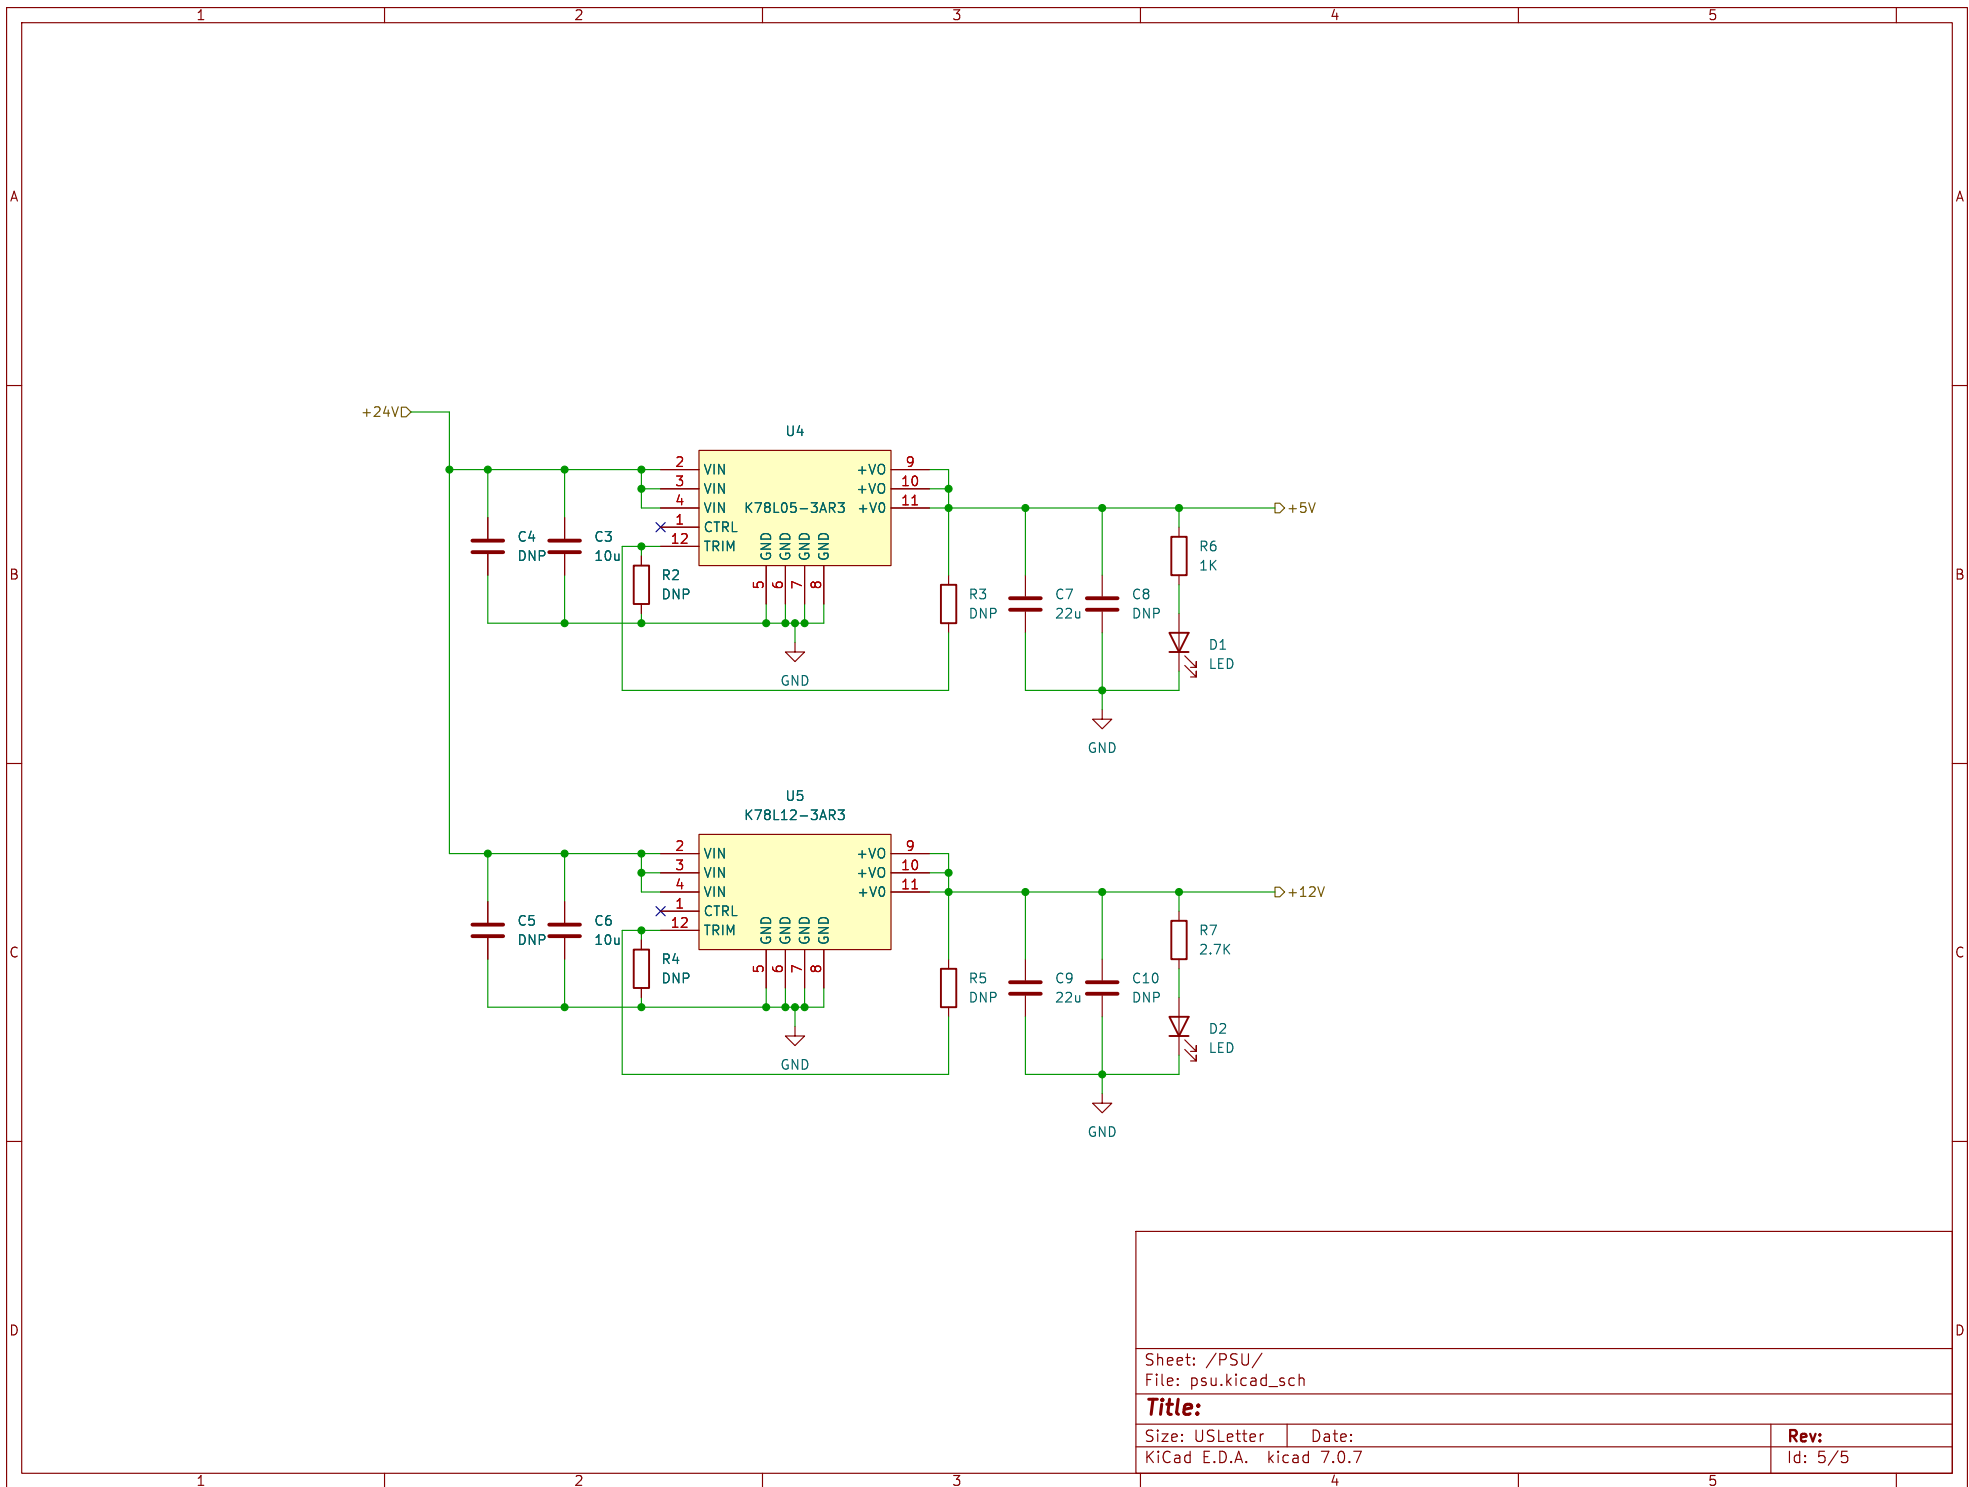 1 2 3 4 5
A A
+24V
U4
2 VIN +VO 9
3 VIN +VO 10
4 VIN K78L05-3AR3 +V0 11
1 CTRL
12 TRIM
GND GND GND GND
5 6 7 8
C4
DNP
C3
10u
R2
DNP
GND
R3
DNP
C7
22u
C8
DNP
+5V
R6
1K
D1
LED
GND
B B
U5
K78L12-3AR3
2 VIN +VO 9
3 VIN +VO 10
4 VIN +V0 11
1 CTRL
12 TRIM
GND GND GND GND
5 6 7 8
C5
DNP
C6
10u
R4
DNP
GND
R5
DNP
C9
22u
C10
DNP
+12V
R7
2.7K
D2
LED
GND
C C
D D
Sheet: /PSU/
File: psu.kicad_sch
Title:
Size: USLetter Date: Rev:
KiCad E.D.A. kicad 7.0.7 Id: 5/5
1 2 3 4 5